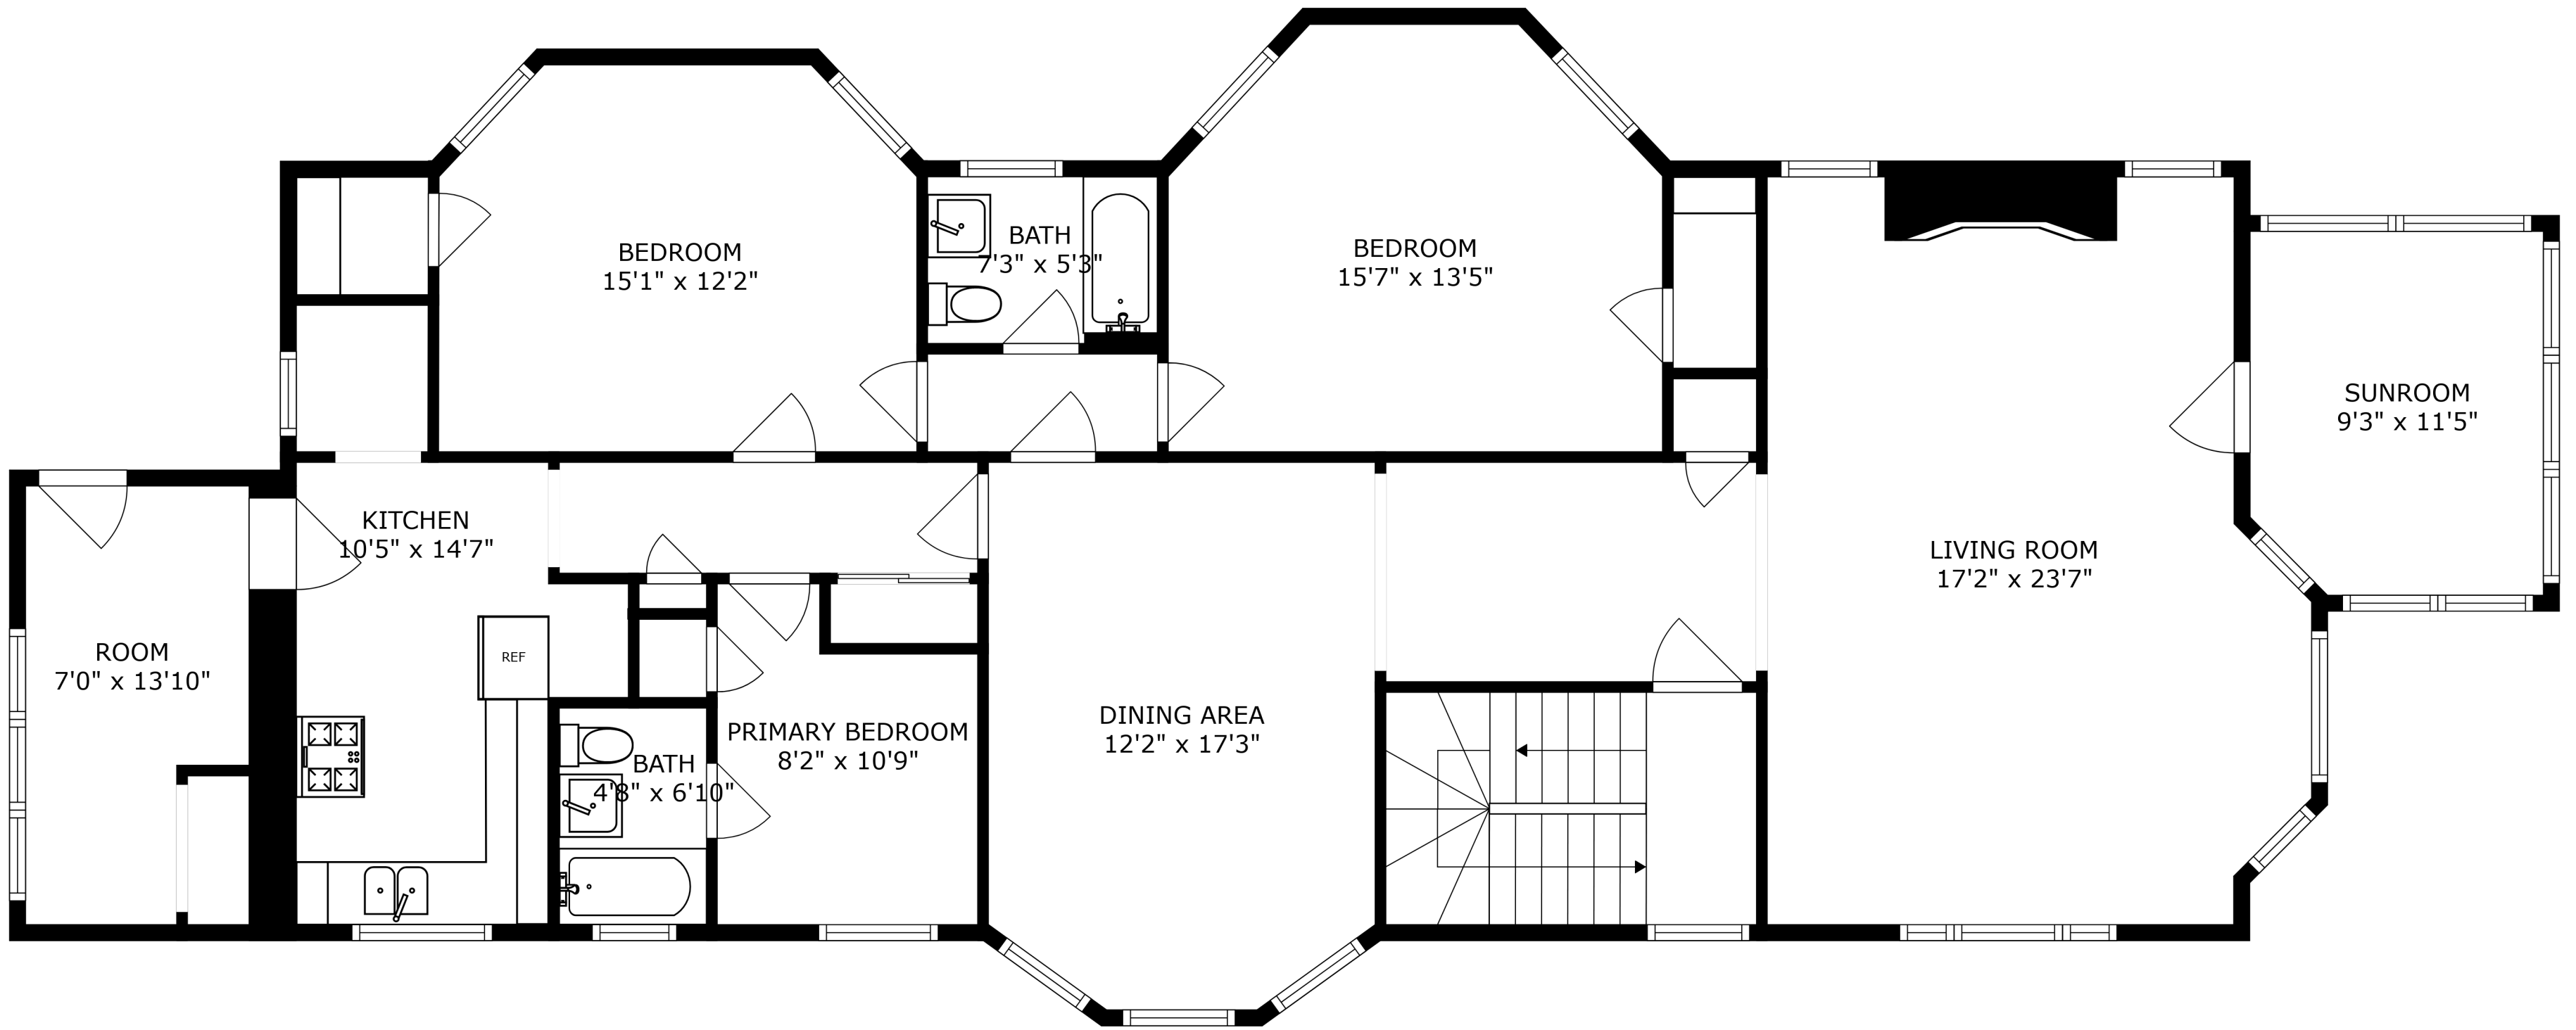 BEDROOM
15'1" x 12'2"
BATH
7'3" x 5'3"
BEDROOM
15'7" x 13'5"
SUNROOM
9'3" x 11'5"
KITCHEN
10'5" x 14'7"
LIVING ROOM
17'2" x 23'7"
ROOM
7'0" x 13'10"
REF
PRIMARY BEDROOM
8'2" x 10'9"
BATH
4'8" x 6'10"
DINING AREA
12'2" x 17'3"